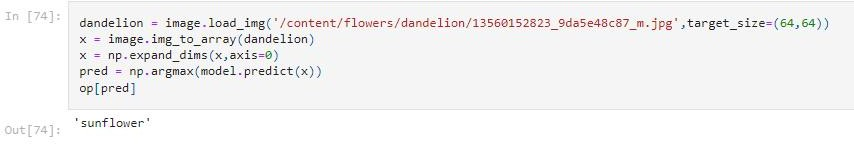 In [74]:
dandelion = image.load_img('/content/flowers/dandelion/13560152823_9da5e48c87_m.jpg',target_size=(64,64))
x = image.img_to_array(dandelion)
x = np.expand_dims(x,axis=0)
pred = np.argmax(model.predict(x))
op[pred]
Out[74]:
'sunflower'